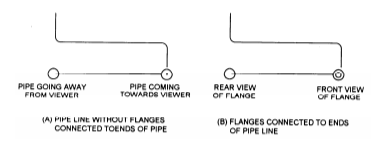 PIPE GOING AWAY
FROM VIEWER
PIPE COMING
TOWARDS VIEWER
REAR VIEW
OF FLANGE
FRONT VIEW
OF FLANGE
(A) PIPE LINE WITHOUT FLANGES
CONNECTED TOENDS OF PIPE
(B) FLANGES CONNECTED TO ENDS
OF PIPE LINE